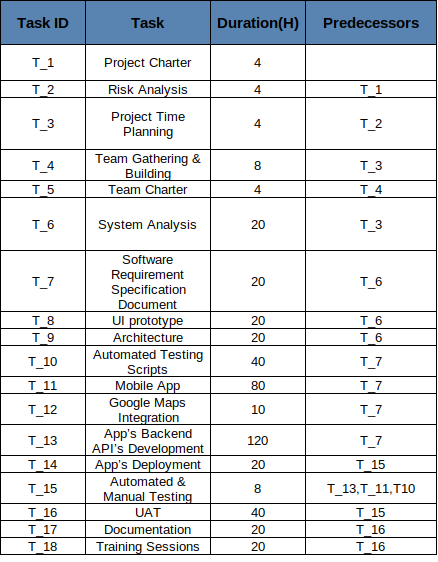 Task ID Task Duration(H) Predecessors
T_1 Project Charter 4
T_2 Risk Analysis 4 T_1
T_3 Project Time
Planning 4 T_2
T_4 Team Gathering &
Building 8 T_3
T_5 Team Charter 4 T_4
T_6 System Analysis 20 T_3
T_7 Software
Requirement
Specification
Document 20 T_6
T_8 UI prototype 20 T_6
T_9 Architecture 20 T_6
T_10 Automated Testing
Scripts 40 T_7
T_11 Mobile App 80 T_7
T_12 Google Maps
Integration 10 T_7
T_13 App's Backend
API's Development 120 T_7
T_14 App's Deployment 20 T_15
T_15 Automated &
Manual Testing 8 T_13,T_11,T10
T_16 UAT 40 T_15
T_17 Documentation 20 T_16
T_18 Training Sessions 20 T_16